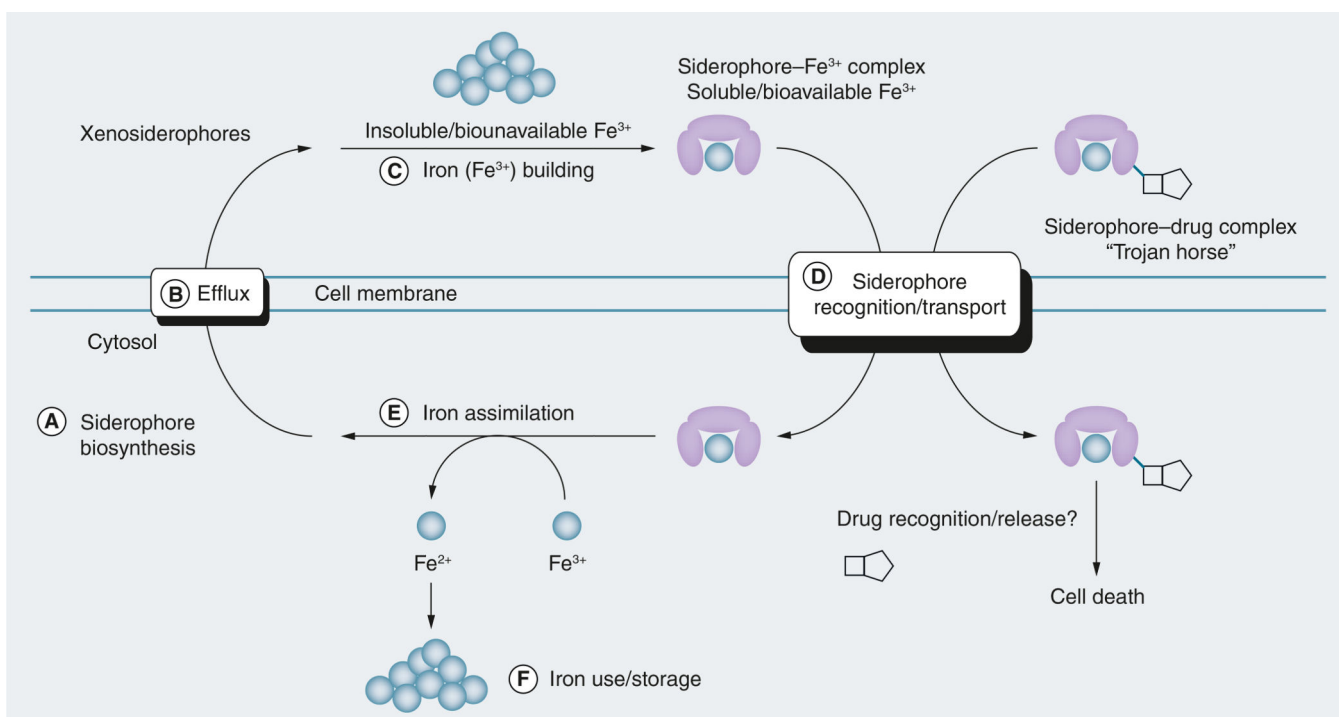 Siderophore–Fe³⁺ complex
Soluble/bioavailable Fe³⁺
Xenosiderophores
Insoluble/biounavailable Fe³⁺
C Iron (Fe³⁺) building
Siderophore–drug complex
“Trojan horse”
B Efflux
Cell membrane
D Siderophore
recognition/transport
Cytosol
A Siderophore
biosynthesis
E Iron assimilation
Drug recognition/release?
Fe²⁺
Fe³⁺
Cell death
F Iron use/storage